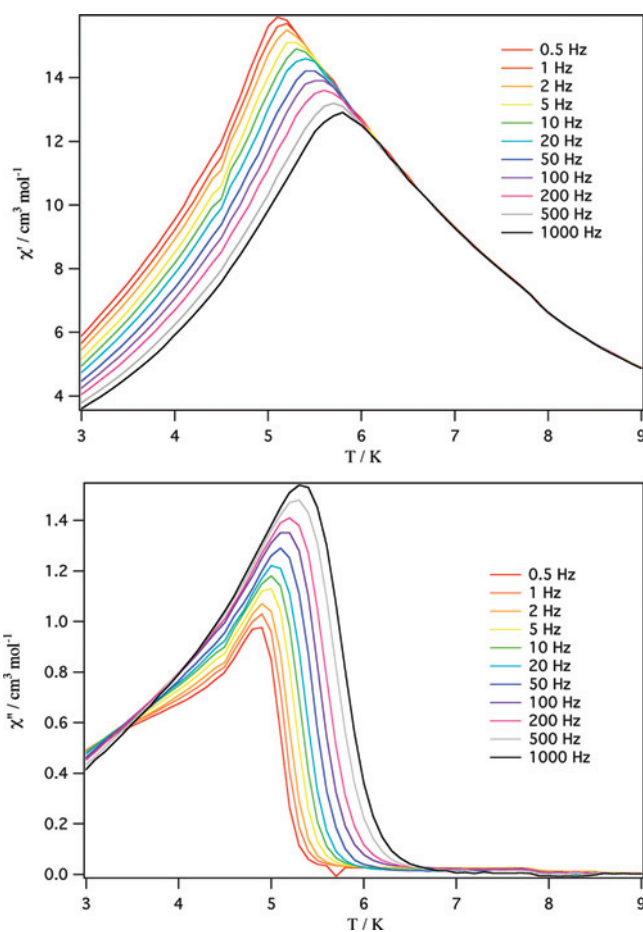 0.5 Hz
1 Hz
2 Hz
5 Hz
10 Hz
20 Hz
50 Hz
100 Hz
200 Hz
500 Hz
1000 Hz
14
12
10
8
6
4
χ' / cm³ mol⁻¹
3 4 5 6 7 8 9
T / K
1.4
1.2
1.0
0.8
0.6
0.4
0.2
0.0
χ" / cm³ mol⁻¹
0.5 Hz
1 Hz
2 Hz
5 Hz
10 Hz
20 Hz
50 Hz
100 Hz
200 Hz
500 Hz
1000 Hz
3 4 5 6 7 8 9
T / K